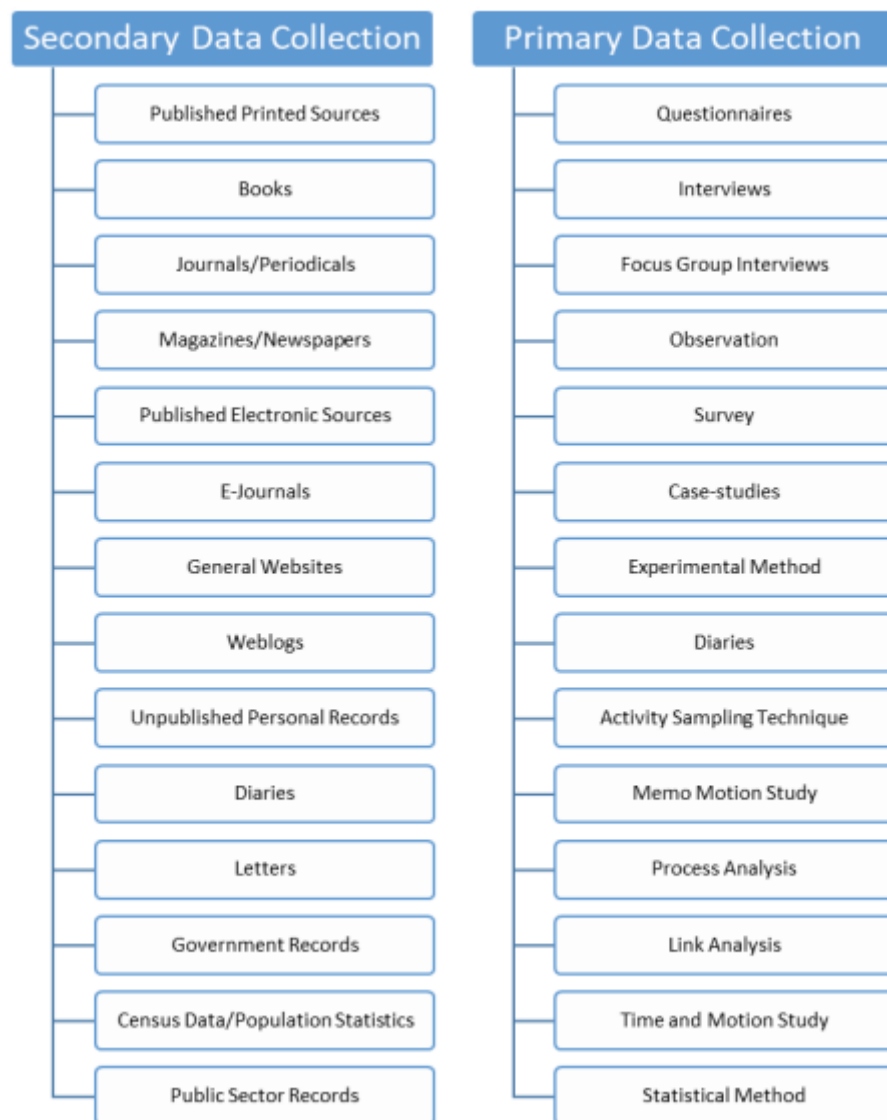 Secondary Data Collection
Published Printed Sources
Books
Journals/Periodicals
Magazines/Newspapers
Published Electronic Sources
E-Journals
General Websites
Weblogs
Unpublished Personal Records
Diaries
Letters
Government Records
Census Data/Population Statistics
Public Sector Records
Primary Data Collection
Questionnaires
Interviews
Focus Group Interviews
Observation
Survey
Case-studies
Experimental Method
Diaries
Activity Sampling Technique
Memo Motion Study
Process Analysis
Link Analysis
Time and Motion Study
Statistical Method